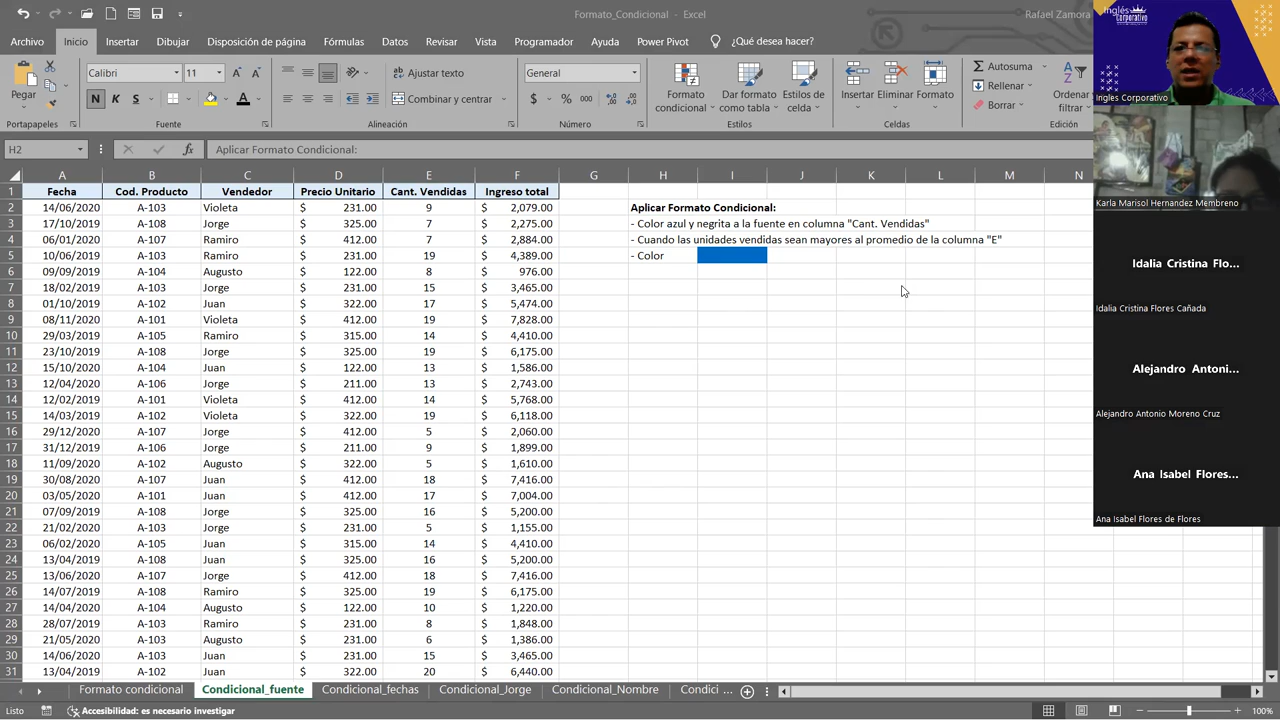 Formato_Condicional - Excel
Rafael Zamora
Archivo Inicio Insertar Dibujar Disposición de página Fórmulas Datos Revisar Vista Programador Ayuda Power Pivot ¿Qué desea hacer?
Pegar
Calibri 11
N K S
Ajustar texto
Combinar y centrar
General
$ % 000
Formato condicional
Dar formato como tabla
Estilos de celda
Insertar Eliminar Formato
Autosuma
Rellenar
Borrar
Ordenar filtrar
Portapapeles Fuente Alineación Número Estilos Celdas Edición
H2 fx Aplicar Formato Condicional:
A B C D E F G H I J K L M N
1 Fecha Cod. Producto Vendedor Precio Unitario Cant. Vendidas Ingreso total
2 14/06/2020 A-103 Violeta $ 231.00 9 $ 2,079.00 Aplicar Formato Condicional:
3 17/10/2019 A-108 Jorge $ 325.00 7 $ 2,275.00 - Color azul y negrita a la fuente en columna "Cant. Vendidas"
4 06/01/2020 A-107 Ramiro $ 412.00 7 $ 2,884.00 - Cuando las unidades vendidas sean mayores al promedio de la columna "E"
5 10/06/2019 A-103 Ramiro $ 231.00 19 $ 4,389.00 - Color
6 09/09/2019 A-104 Augusto $ 122.00 8 $ 976.00
7 18/02/2019 A-103 Jorge $ 231.00 15 $ 3,465.00
8 01/10/2019 A-102 Juan $ 322.00 17 $ 5,474.00
9 08/11/2020 A-101 Violeta $ 412.00 19 $ 7,828.00
10 29/03/2019 A-105 Ramiro $ 315.00 14 $ 4,410.00
11 23/10/2019 A-108 Jorge $ 325.00 19 $ 6,175.00
12 15/10/2020 A-104 Juan $ 122.00 13 $ 1,586.00
13 12/04/2020 A-106 Jorge $ 211.00 13 $ 2,743.00
14 12/02/2019 A-101 Violeta $ 412.00 14 $ 5,768.00
15 14/03/2019 A-102 Violeta $ 322.00 19 $ 6,118.00
16 29/12/2020 A-107 Jorge $ 412.00 5 $ 2,060.00
17 31/12/2019 A-106 Jorge $ 211.00 9 $ 1,899.00
18 11/09/2020 A-102 Augusto $ 322.00 5 $ 1,610.00
19 30/08/2020 A-107 Juan $ 412.00 18 $ 7,416.00
20 03/05/2020 A-101 Juan $ 412.00 17 $ 7,004.00
21 07/09/2019 A-108 Jorge $ 325.00 16 $ 5,200.00
22 21/02/2019 A-103 Jorge $ 231.00 5 $ 1,155.00
23 06/02/2020 A-105 Juan $ 315.00 14 $ 4,410.00
24 13/04/2019 A-108 Juan $ 325.00 16 $ 5,200.00
25 13/06/2020 A-107 Jorge $ 412.00 18 $ 7,416.00
26 14/07/2019 A-108 Ramiro $ 325.00 19 $ 6,175.00
27 14/04/2020 A-104 Augusto $ 122.00 10 $ 1,220.00
28 28/07/2019 A-103 Ramiro $ 231.00 8 $ 1,848.00
29 21/05/2020 A-103 Augusto $ 231.00 6 $ 1,386.00
30 14/06/2020 A-103 Juan $ 231.00 15 $ 3,465.00
31 13/04/2019 A-102 Juan $ 322.00 20 $ 6,440.00
Formato condicional Condicional_fuente Condicional_fechas Condicional_Jorge Condicional_Nombre Condici ...
Listo Accesibilidad: es necesario investigar 100%
Inglés Corporativo
Ingles Corporativo
Karla Marisol Hernandez Membreno
Idalia Cristina Flo...
Idalia Cristina Flores Cañada
Alejandro Antoni...
Alejandro Antonio Moreno Cruz
Ana Isabel Flores...
Ana Isabel Flores de Flores